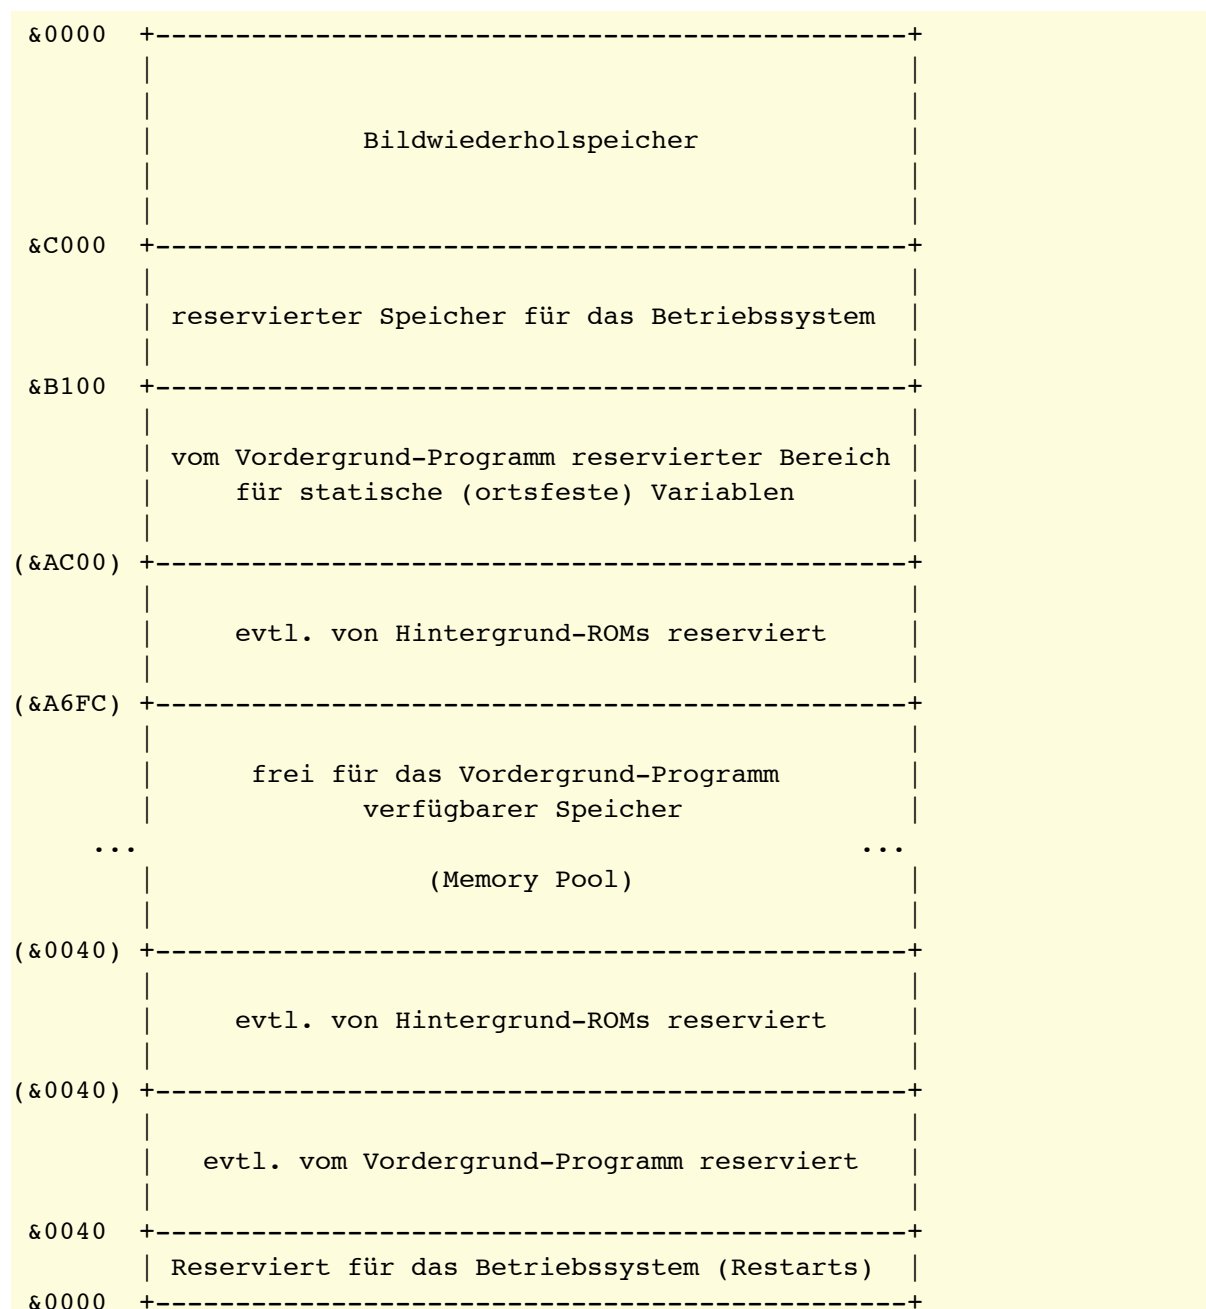 &0000  +-----------------------------------------------+
       |                                               |
       |                                               |
       |             Bildwiederholspeicher             |
       |                                               |
       |                                               |
&C000  +-----------------------------------------------+
       |                                               |
       | reservierter Speicher für das Betriebssystem  |
       |                                               |
&B100  +-----------------------------------------------+
       |                                               |
       | vom Vordergrund-Programm reservierter Bereich |
       |     für statische (ortsfeste) Variablen       |
       |                                               |
(&AC00) +-----------------------------------------------+
       |                                               |
       |     evtl. von Hintergrund-ROMs reserviert     |
       |                                               |
(&A6FC) +-----------------------------------------------+
       |                                               |
       |      frei für das Vordergrund-Programm        |
       |             verfügbarer Speicher              |
    ...                                             ...
       |                 (Memory Pool)                 |
       |                                               |
(&0040) +-----------------------------------------------+
       |                                               |
       |     evtl. von Hintergrund-ROMs reserviert     |
       |                                               |
(&0040) +-----------------------------------------------+
       |                                               |
       |   evtl. vom Vordergrund-Programm reserviert   |
       |                                               |
&0040  +-----------------------------------------------+
       | Reserviert für das Betriebssystem (Restarts)  |
&0000  +-----------------------------------------------+